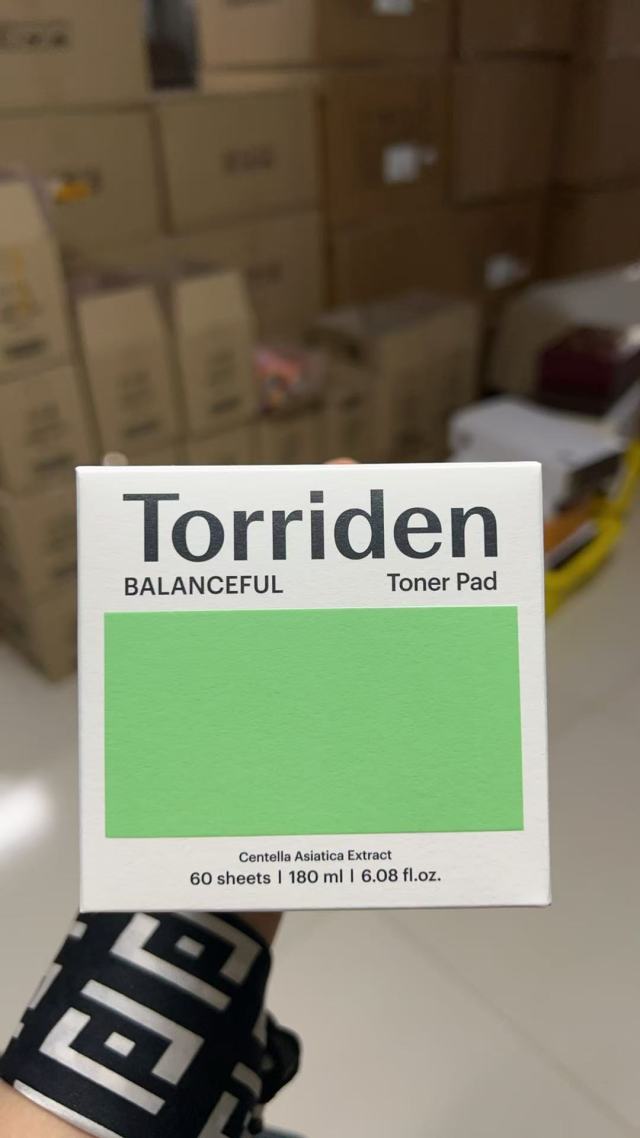 Torriden
BALANCEFUL Toner Pad
Centella Asiatica Extract
60 sheets | 180 ml | 6.08 fl.oz.